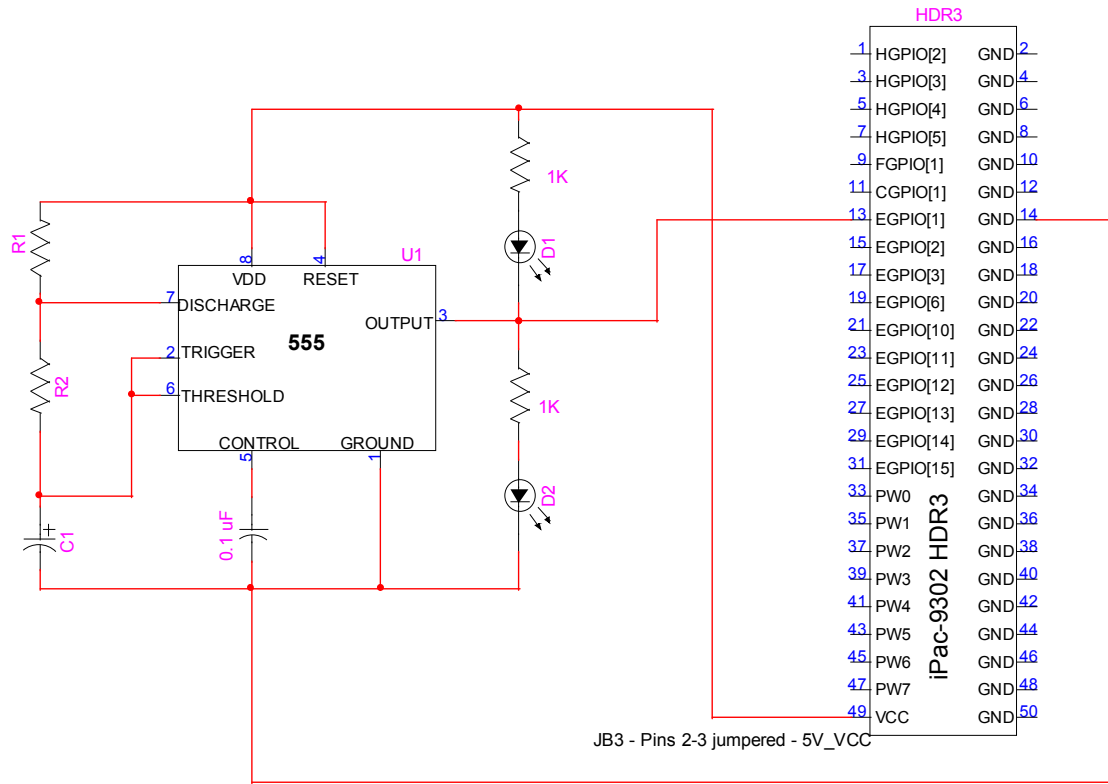 HDR3
1 HGPIO[2] GND 2
3 HGPIO[3] GND 4
5 HGPIO[4] GND 6
7 HGPIO[5] GND 8
9 FGPIO[1] GND 10
11 CGPIO[1] GND 12
13 EGPIO[1] GND 14
15 EGPIO[2] GND 16
17 EGPIO[3] GND 18
19 EGPIO[6] GND 20
21 EGPIO[10] GND 22
23 EGPIO[11] GND 24
25 EGPIO[12] GND 26
27 EGPIO[13] GND 28
29 EGPIO[14] GND 30
31 EGPIO[15] GND 32
33 PW0 GND 34
35 PW1 GND 36
37 PW2 GND 38
39 PW3 GND 40
41 PW4 GND 42
43 PW5 GND 44
45 PW6 GND 46
47 PW7 GND 48
49 VCC GND 50
iPac-9302 HDR3
JB3 - Pins 2-3 jumpered - 5V_VCC
1K
D1
R1
U1
8 4
VDD RESET
7 DISCHARGE
OUTPUT 3
555
2 TRIGGER
6 THRESHOLD
R2
1K
CONTROL GROUND
5 1
D2
+
C1
0.1 uF